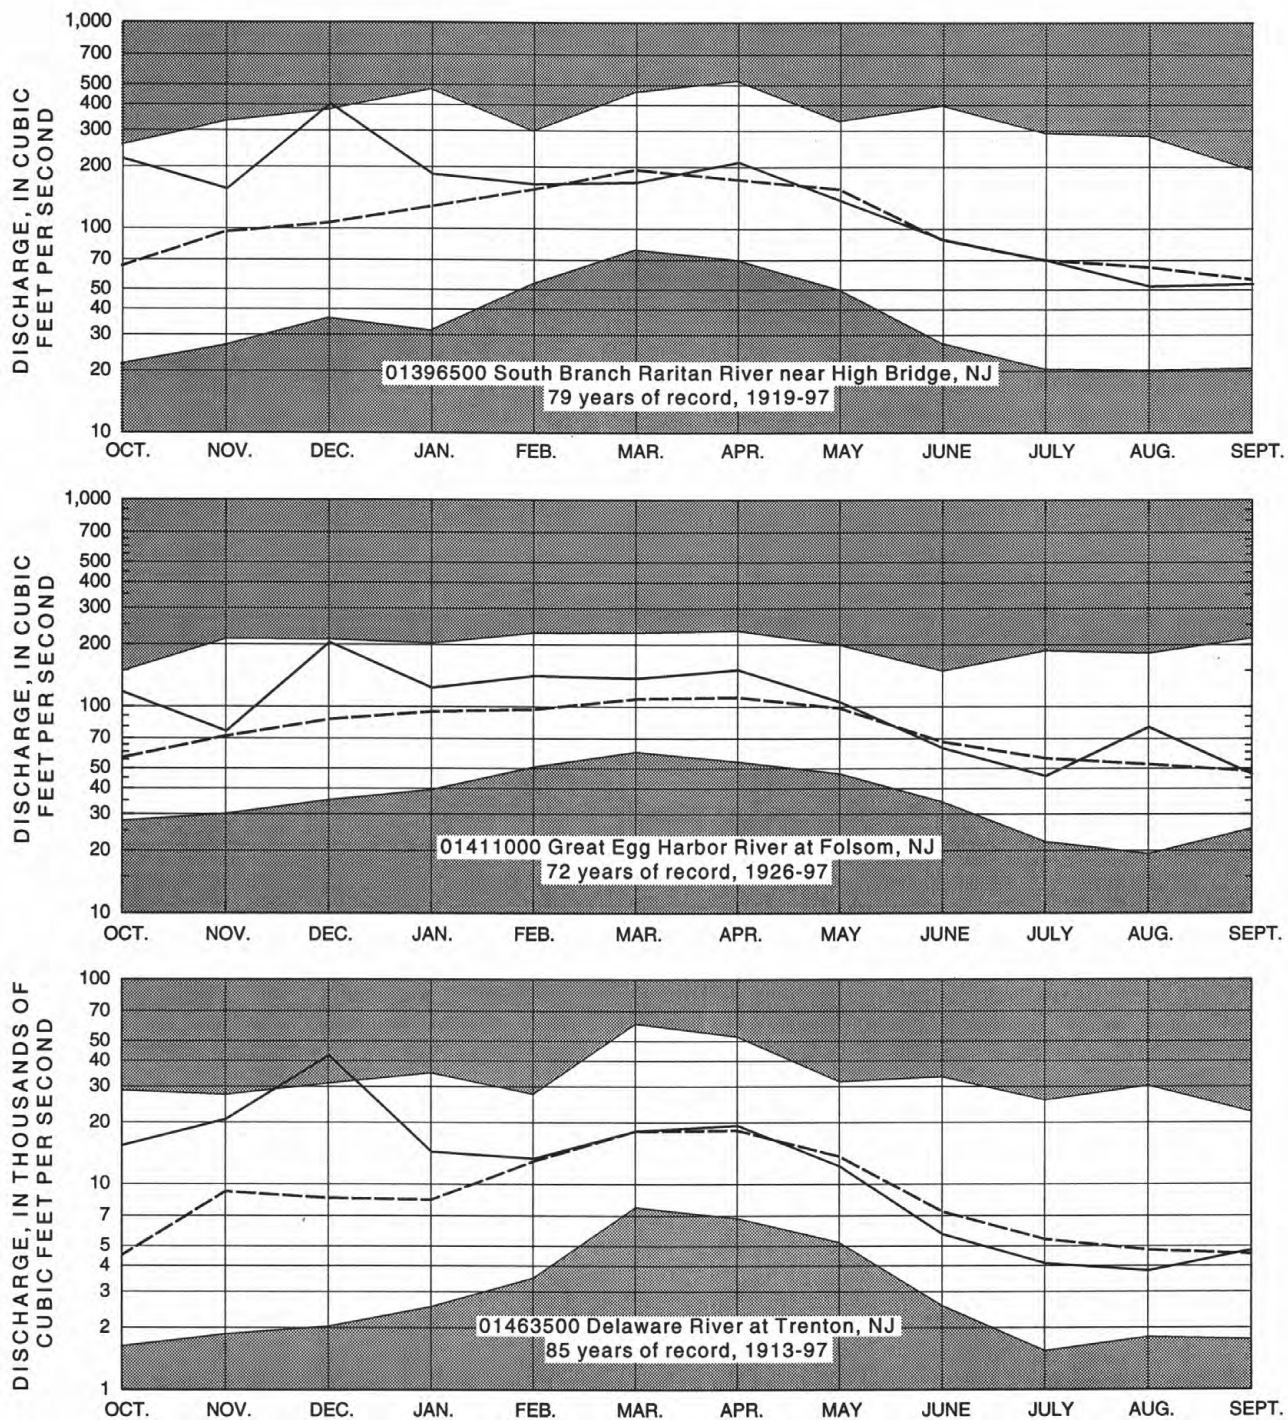 DISCHARGE, IN CUBIC
FEET PER SECOND
1,000
700
500
400
300
200
100
70
50
40
30
20
10
01396500 South Branch Raritan River near High Bridge, NJ
79 years of record, 1919-97
OCT. NOV. DEC. JAN. FEB. MAR. APR. MAY JUNE JULY AUG. SEPT.
DISCHARGE, IN CUBIC
FEET PER SECOND
1,000
700
500
400
300
200
100
70
50
40
30
20
10
01411000 Great Egg Harbor River at Folsom, NJ
72 years of record, 1926-97
OCT. NOV. DEC. JAN. FEB. MAR. APR. MAY JUNE JULY AUG. SEPT.
DISCHARGE, IN THOUSANDS OF
CUBIC FEET PER SECOND
100
70
50
40
30
20
10
7
5
4
3
2
1
01463500 Delaware River at Trenton, NJ
85 years of record, 1913-97
OCT. NOV. DEC. JAN. FEB. MAR. APR. MAY JUNE JULY AUG. SEPT.